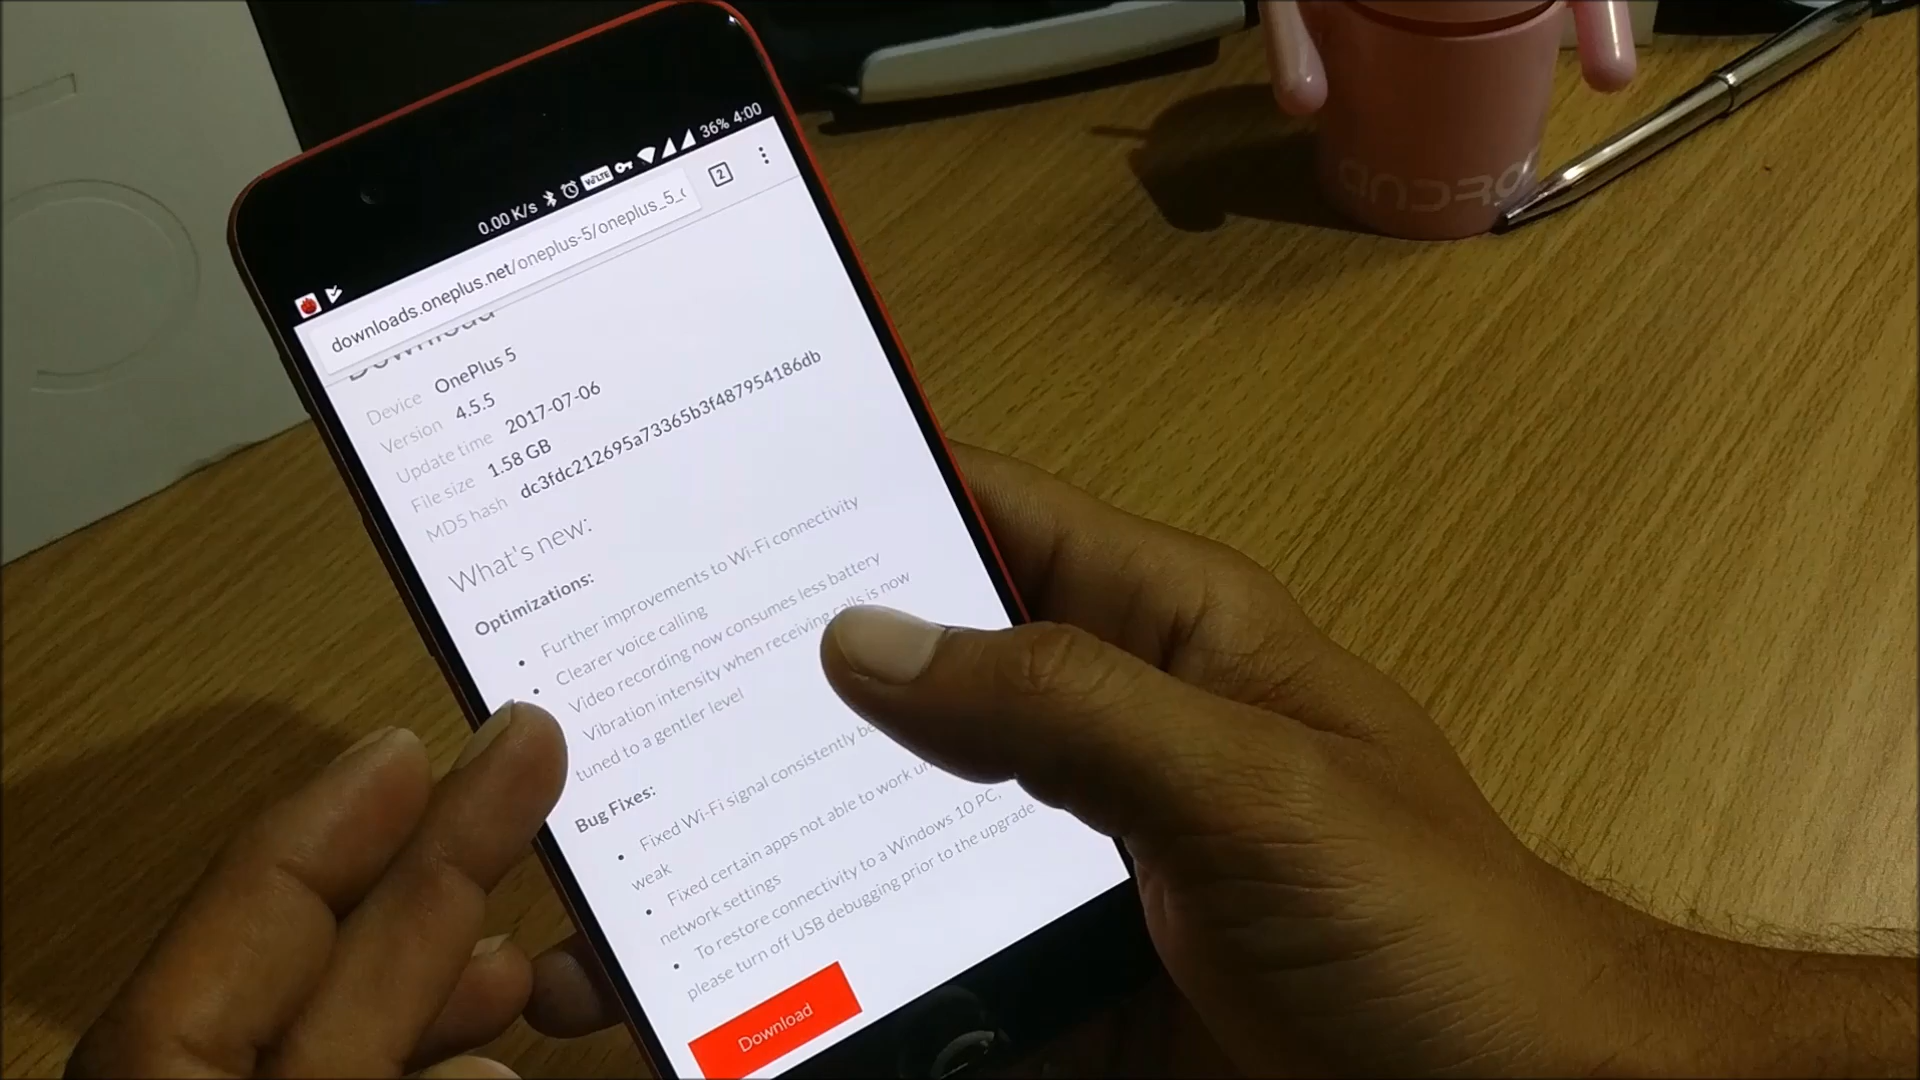 0.00 K/s VoLTE 36% 4:00
downloads.oneplus.net/oneplus-5/oneplus_5_
2
Download
Device OnePlus 5
Version 4.5.5
Update time 2017-07-06
File size 1.58 GB
MD5 hash dc3fdc212695a73365b3f487954186db
What's new:
Optimizations:
• Further improvements to Wi-Fi connectivity
• Clearer voice calling
Video recording now consumes less battery
Vibration intensity when receiving calls is now
tuned to a gentler level
Bug Fixes:
• Fixed Wi-Fi signal consistently
weak
• Fixed certain apps not able to work
network settings
• To restore connectivity to a Windows 10 PC,
please turn off USB debugging prior to the upgrade
Download